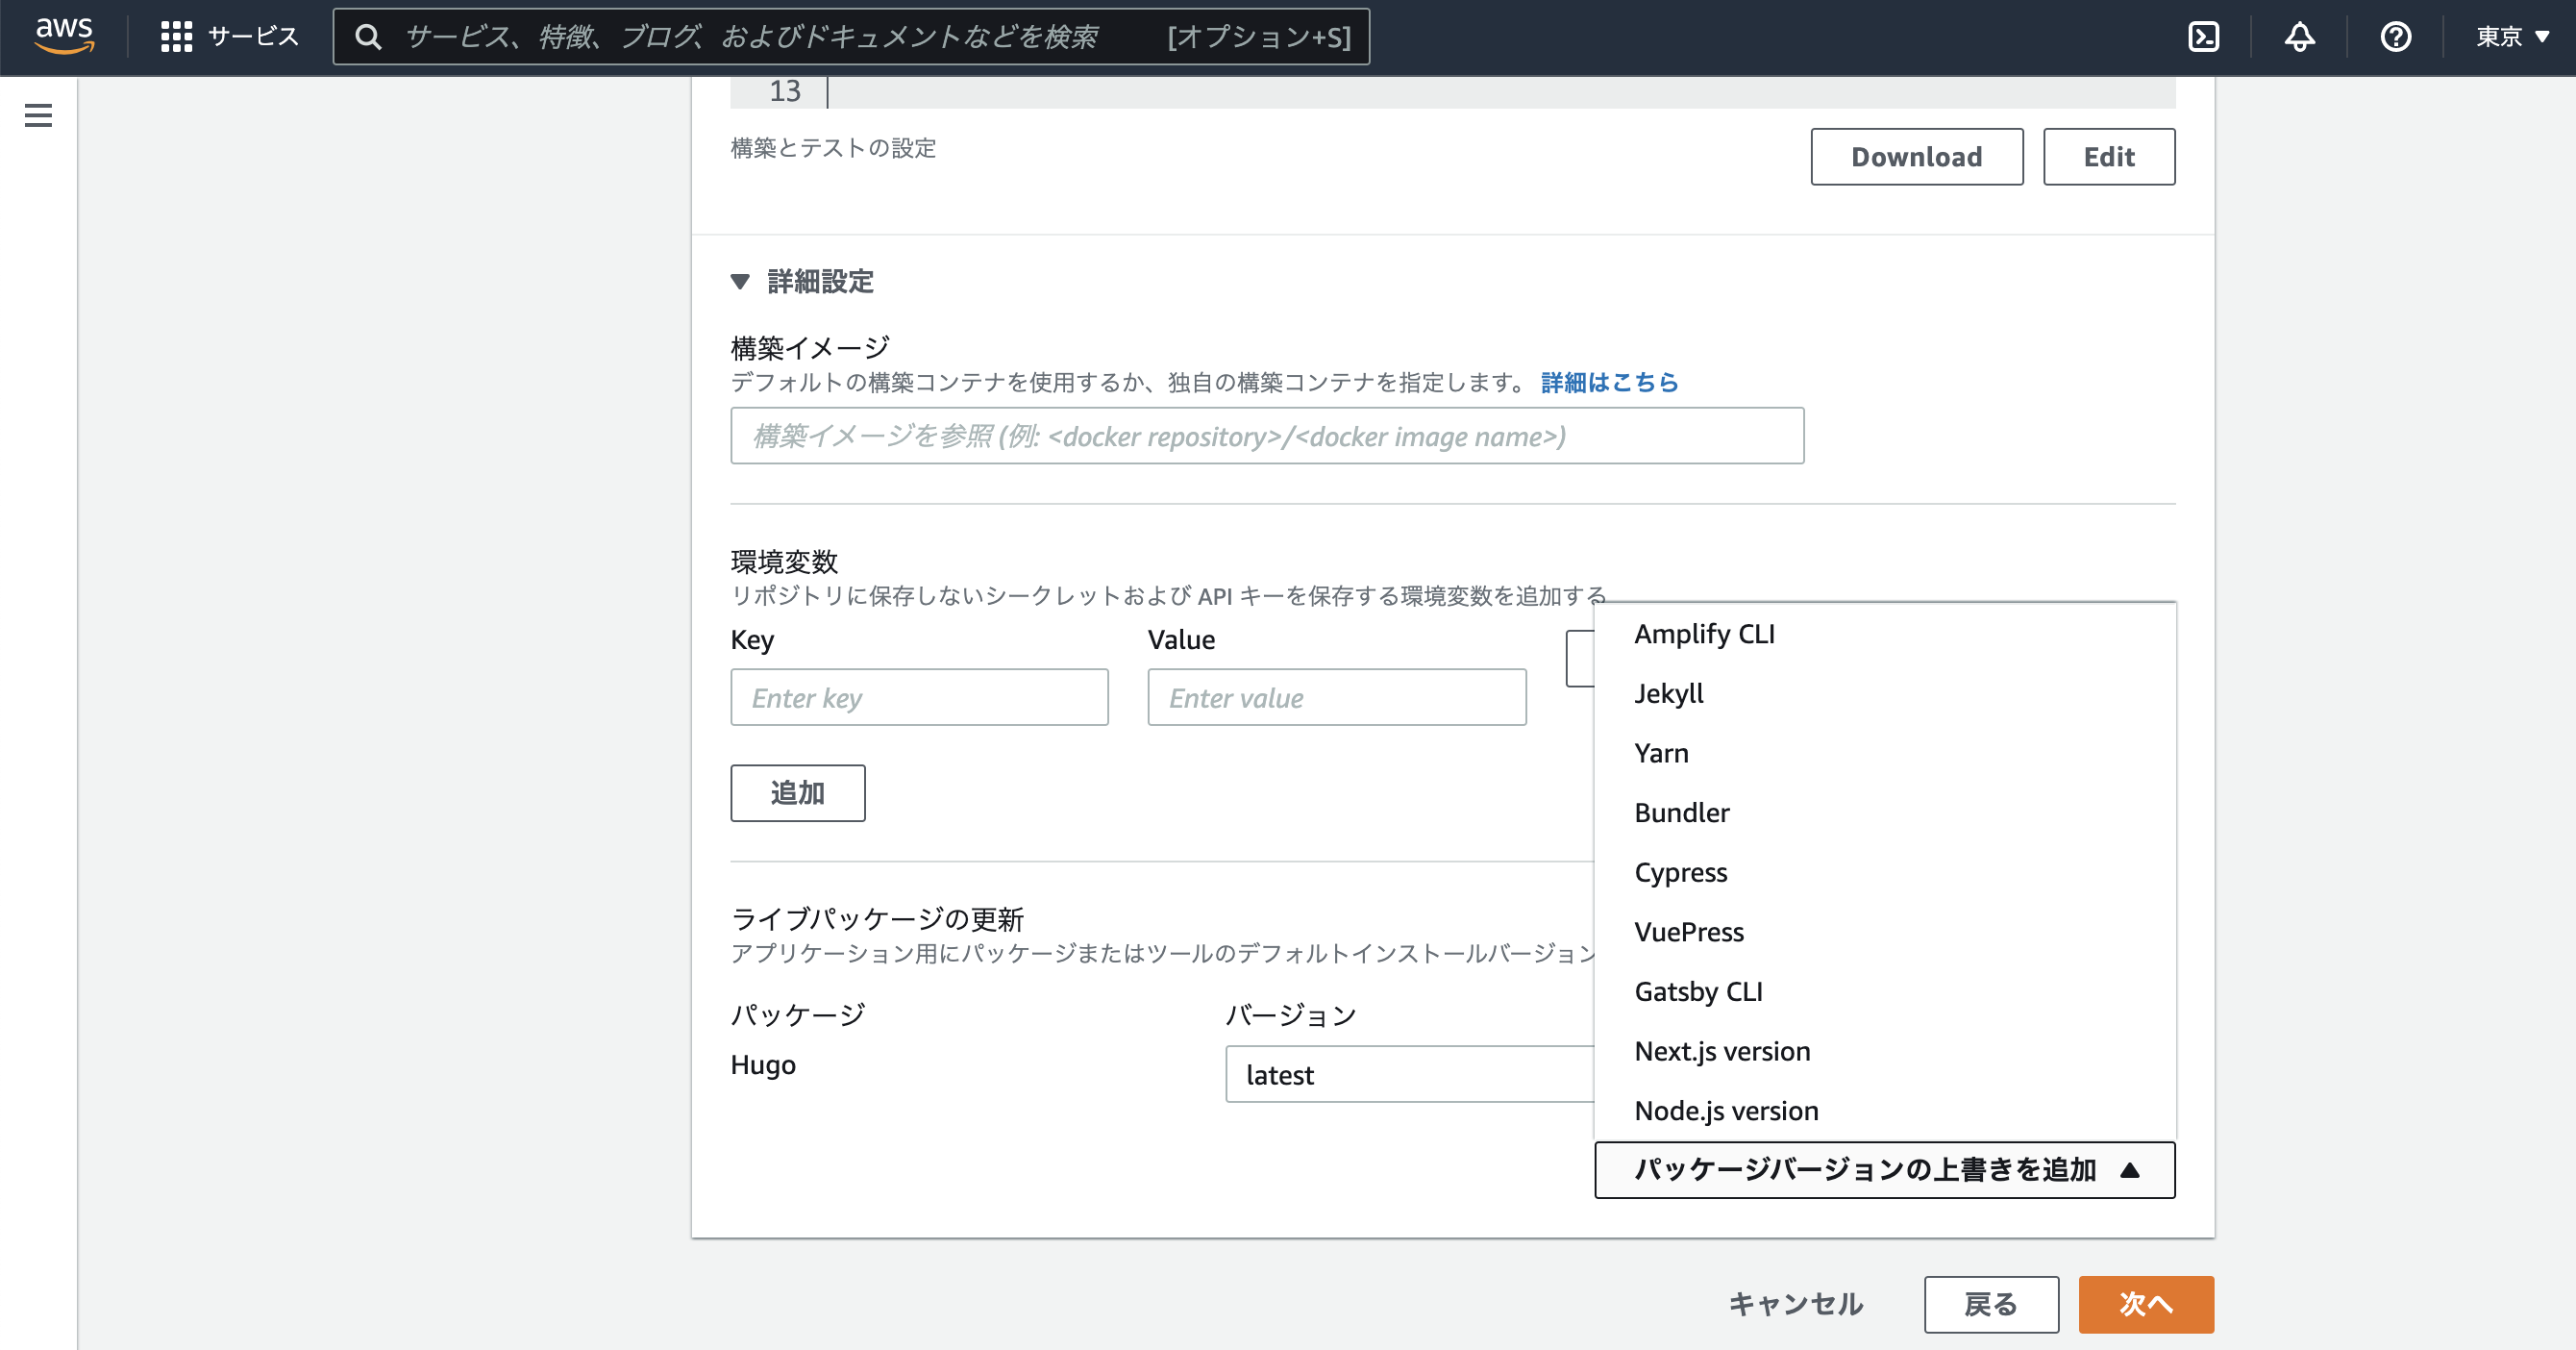 aws
サービス
サービス、特徴、ブログ、およびドキュメントなどを検索 [オプション+S]
東京
13
構築とテストの設定
Download
Edit
詳細設定
構築イメージ
デフォルトの構築コンテナを使用するか、独自の構築コンテナを指定します。 詳細はこちら
構築イメージを参照 (例: <docker repository>/<docker image name>)
環境変数
リポジトリに保存しないシークレットおよび API キーを保存する環境変数を追加する
Key
Value
Enter key
Enter value
追加
ライブパッケージの更新
アプリケーション用にパッケージまたはツールのデフォルトインストールバージョン
パッケージ
バージョン
Hugo
latest
Amplify CLI
Jekyll
Yarn
Bundler
Cypress
VuePress
Gatsby CLI
Next.js version
Node.js version
パッケージバージョンの上書きを追加
キャンセル
戻る
次へ